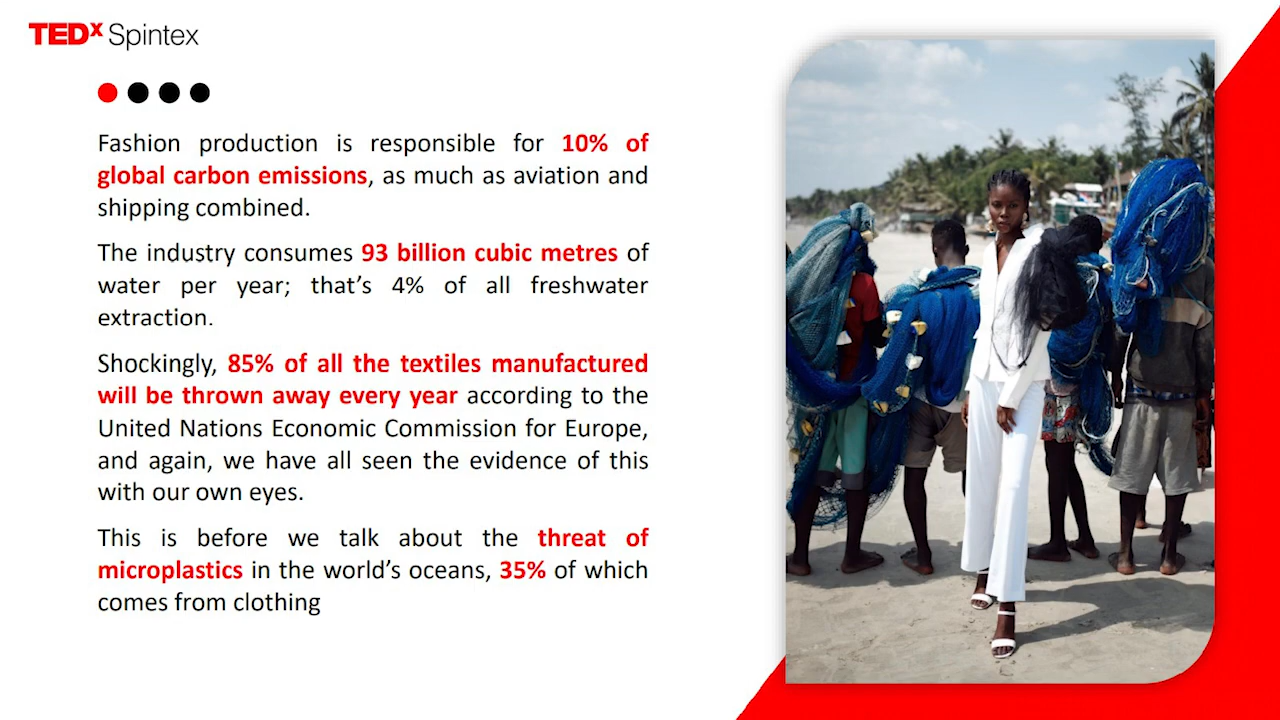 TEDx Spintex
Fashion production is responsible for 10% of
global carbon emissions, as much as aviation and
shipping combined.
The industry consumes 93 billion cubic metres of
water per year; that’s 4% of all freshwater
extraction.
Shockingly, 85% of all the textiles manufactured
will be thrown away every year according to the
United Nations Economic Commission for Europe,
and again, we have all seen the evidence of this
with our own eyes.
This is before we talk about the threat of
microplastics in the world’s oceans, 35% of which
comes from clothing